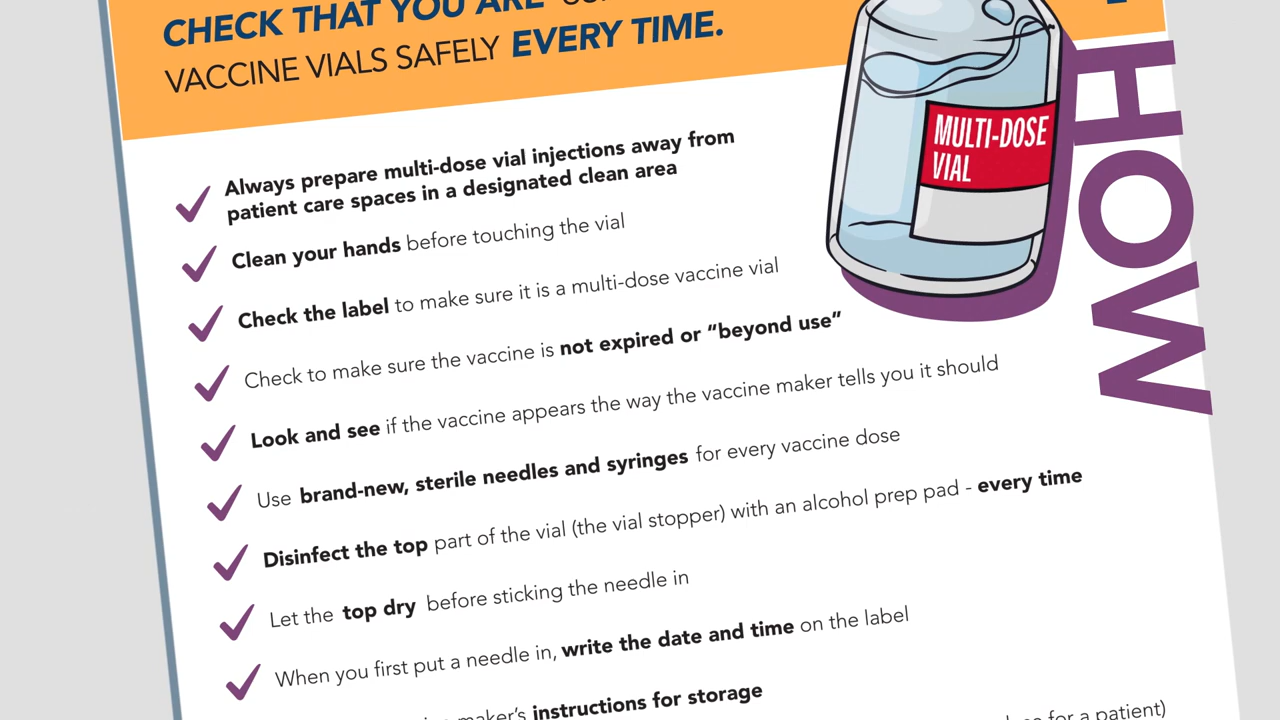 CHECK THAT YOU ARE
VACCINE VIALS SAFELY EVERY TIME.
HOW
MULTI-DOSE
VIAL
Always prepare multi-dose vial injections away from
patient care spaces in a designated clean area
Clean your hands before touching the vial
Check the label to make sure it is a multi-dose vaccine vial
Check to make sure the vaccine is not expired or “beyond use”
Look and see if the vaccine appears the way the vaccine maker tells you it should
Use brand-new, sterile needles and syringes for every vaccine dose
Disinfect the top part of the vial (the vial stopper) with an alcohol prep pad - every time
Let the top dry before sticking the needle in
When you first put a needle in, write the date and time on the label
maker’s instructions for storage
for a patient)